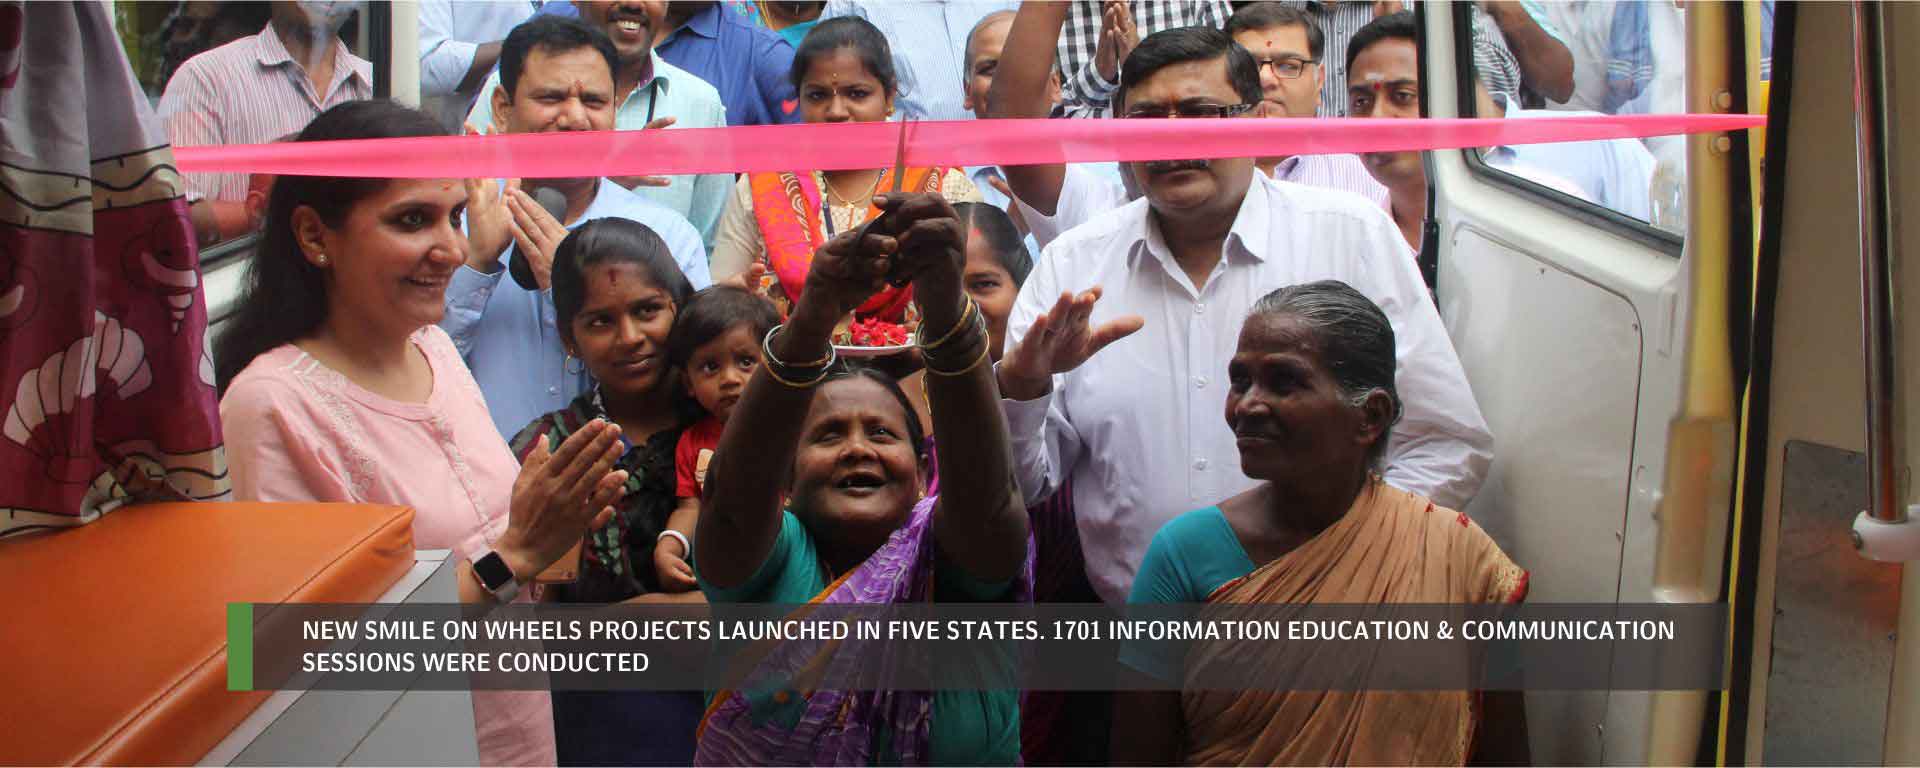 NEW SMILE ON WHEELS PROJECTS LAUNCHED IN FIVE STATES. 1701 INFORMATION EDUCATION & COMMUNICATION
SESSIONS WERE CONDUCTED